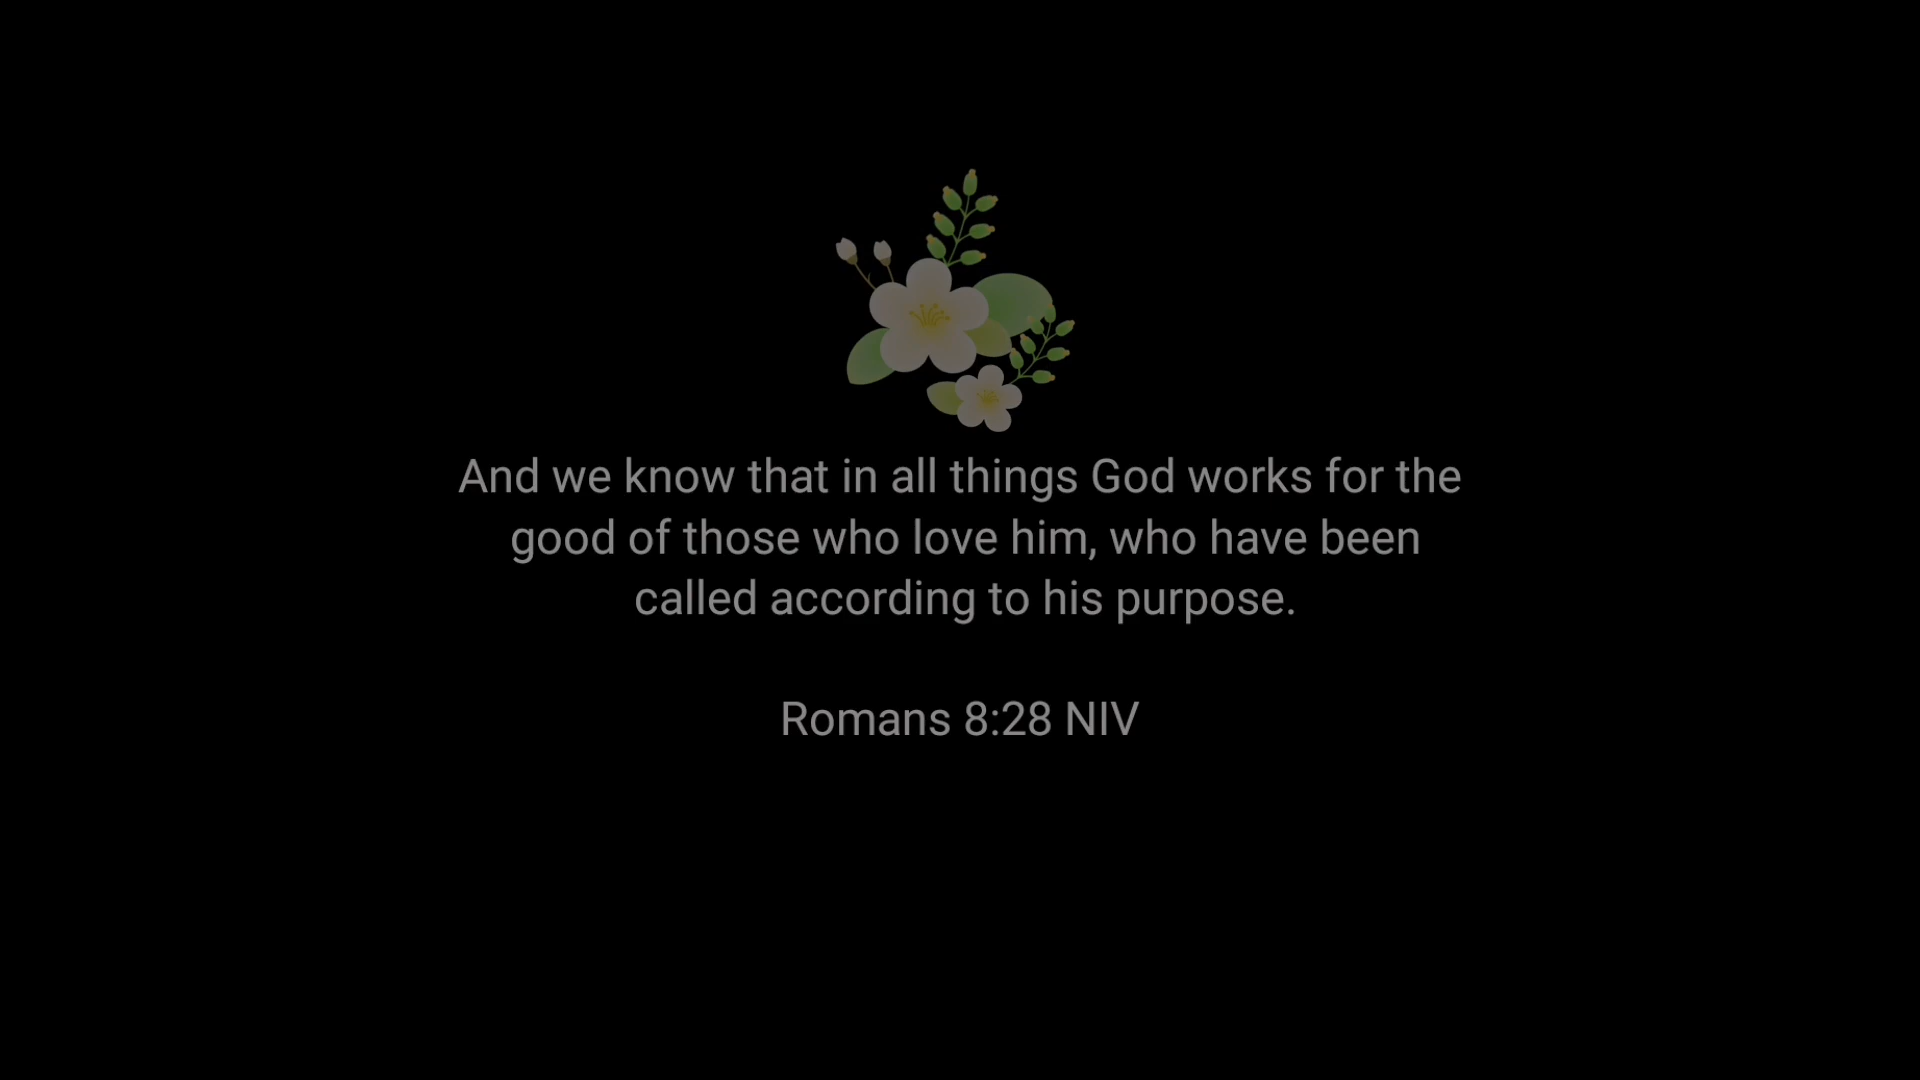 And we know that in all things God works for the
good of those who love him, who have been
called according to his purpose.
Romans 8:28 NIV